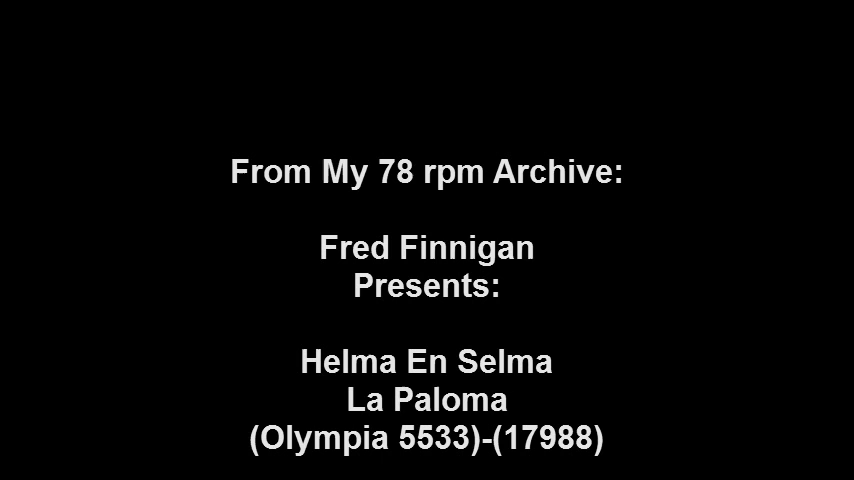 From My 78 rpm Archive:
Fred Finnigan
Presents:
Helma En Selma
La Paloma
(Olympia 5533)-(17988)